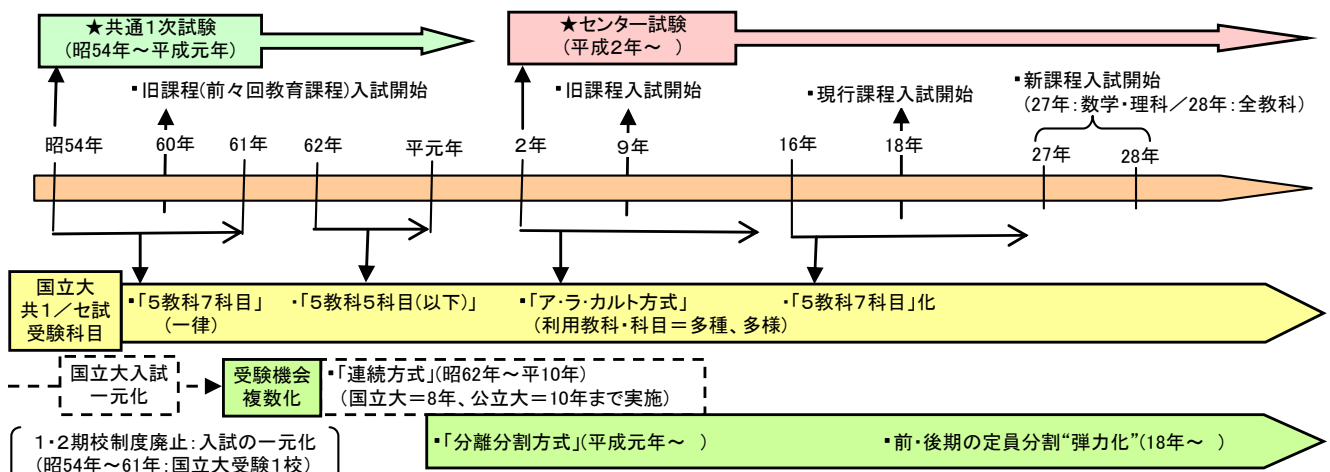 ★共通１次試験
(昭54年～平成元年)
★センター試験
(平成２年～ )
▪旧課程(前々回教育課程)入試開始
▪旧課程入試開始
▪現行課程入試開始
▪新課程入試開始
(27年：数学・理科／28年：全教科)
昭54年
60年
61年
62年
平元年
２年
９年
16年
18年
27年
28年
国立大
共１／セ試
受験科目
▪「５教科７科目」
(一律)
・「５教科５科目(以下)」
▪「ア・ラ・カルト方式」
(利用教科・科目＝多種、多様)
・「５教科７科目」化
国立大入試
一元化
受験機会
複数化
▪「連続方式」(昭62年～平10年)
(国立大＝８年、公立大＝10年まで実施)
１・２期校制度廃止：入試の一元化
(昭54年～61年：国立大受験１校)
▪「分離分割方式」(平成元年～ )
▪前・後期の定員分割“弾力化”(18年～ )